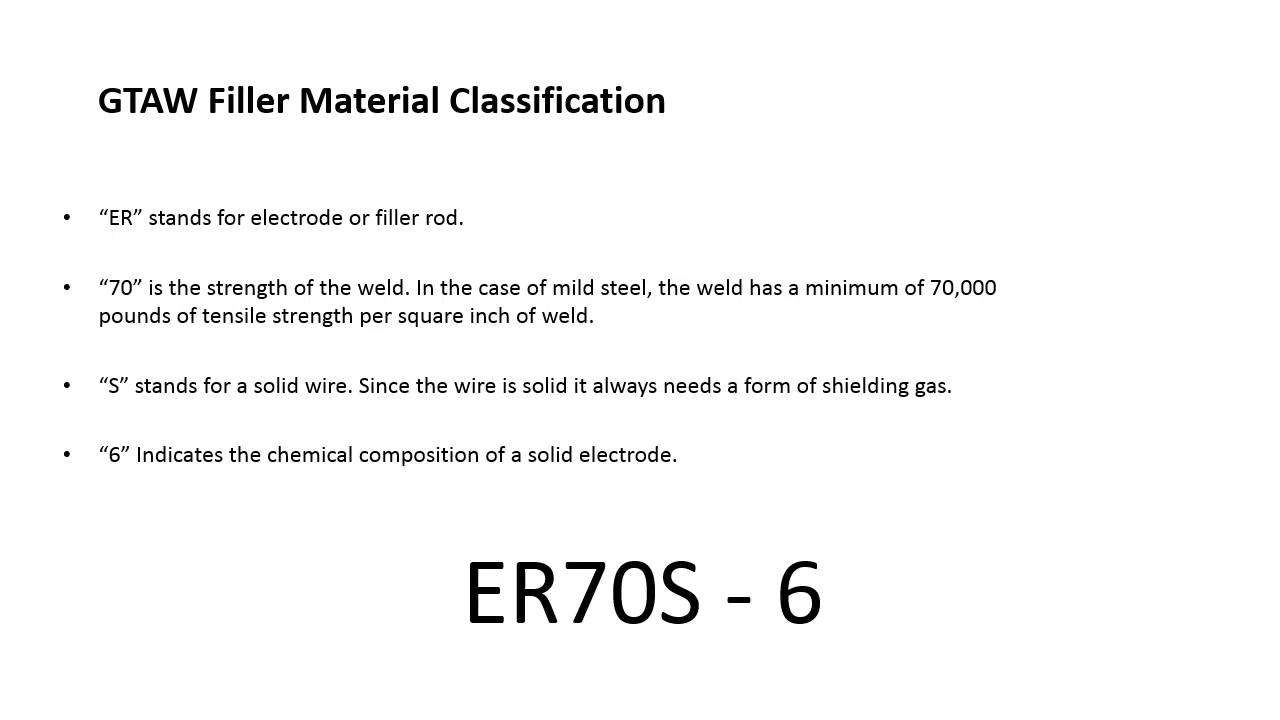 GTAW Filler Material Classification
• “ER” stands for electrode or filler rod.
• “70” is the strength of the weld. In the case of mild steel, the weld has a minimum of 70,000
pounds of tensile strength per square inch of weld.
• “S” stands for a solid wire. Since the wire is solid it always needs a form of shielding gas.
• “6” Indicates the chemical composition of a solid electrode.
ER70S - 6